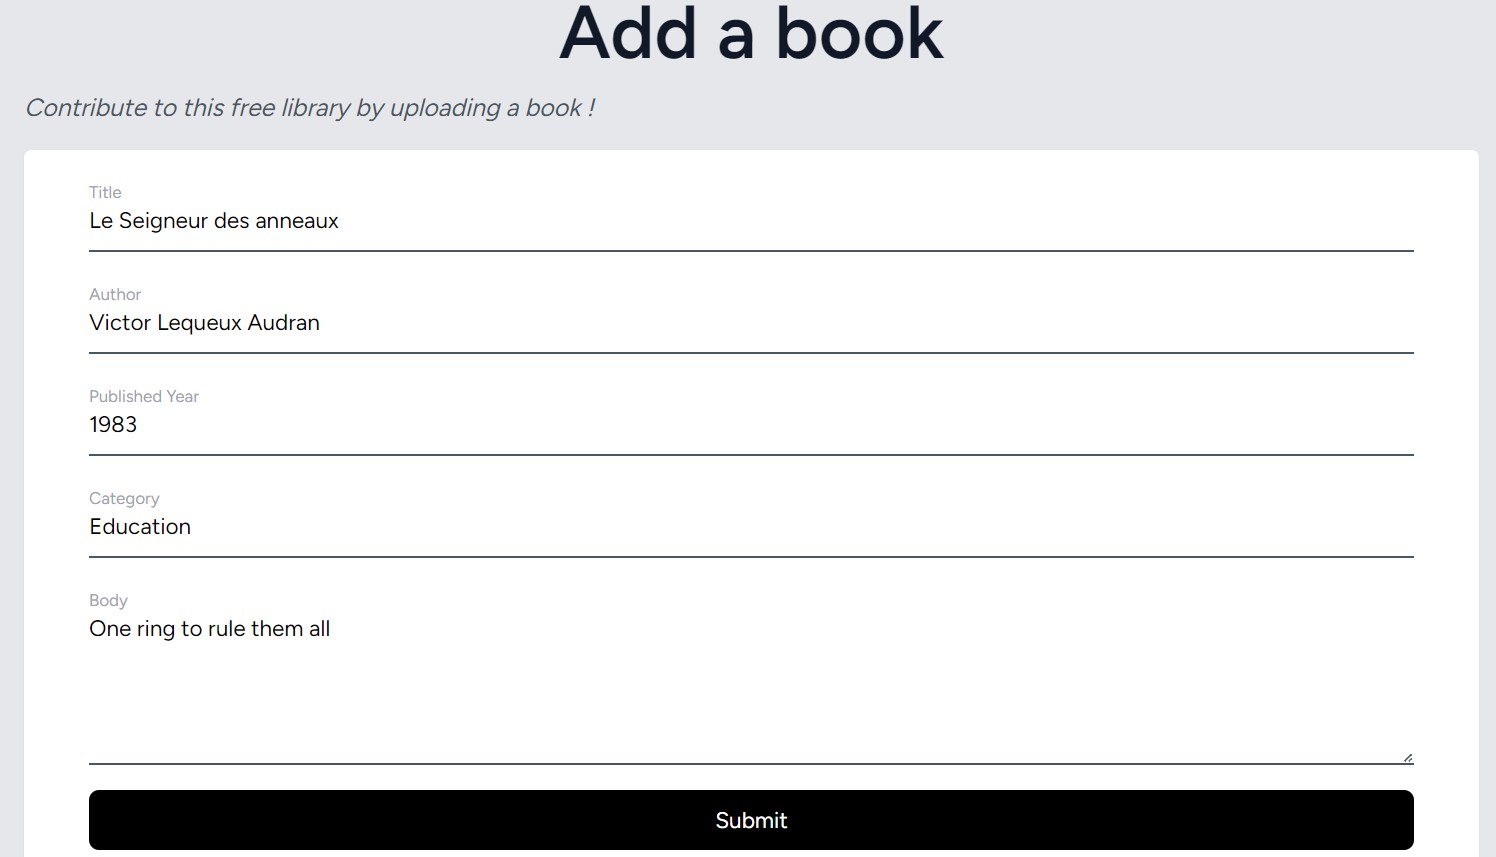 Add a book
Contribute to this free library by uploading a book !
Title
Le Seigneur des anneaux
Author
Victor Lequeux Audran
Published Year
1983
Category
Education
Body
One ring to rule them all
Submit